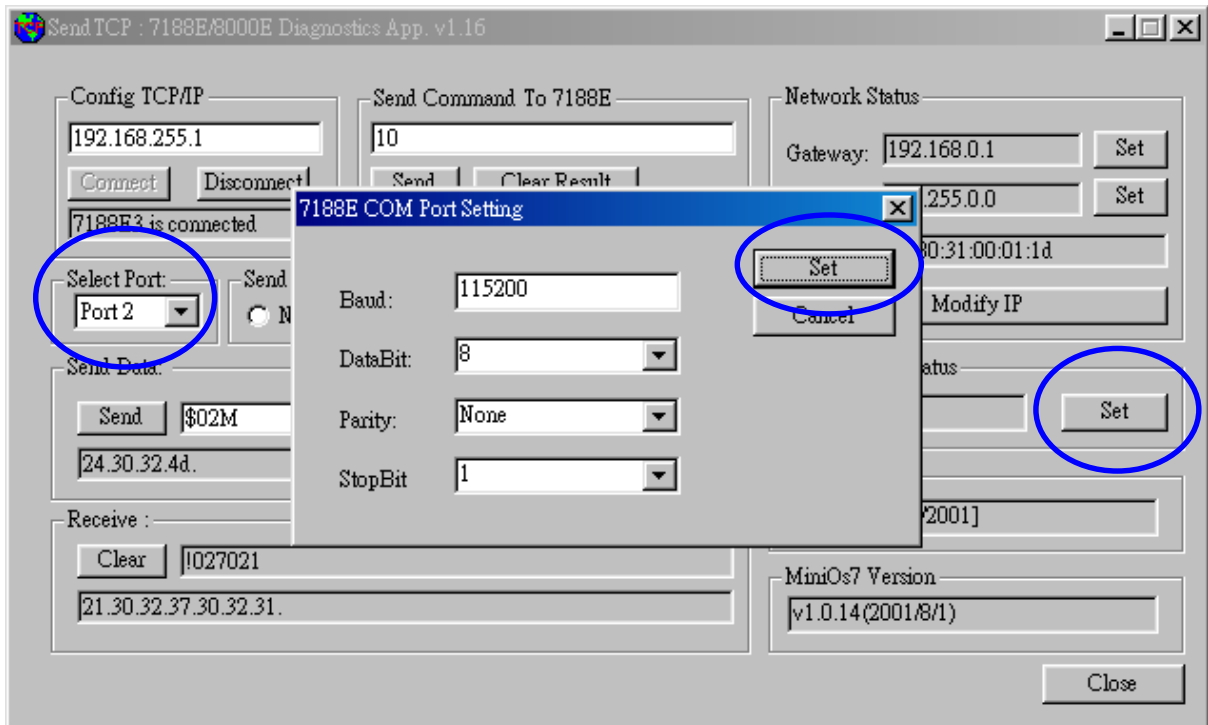 SendTCP : 7188E/8000E Diagnostics App. v1.16
Config TCP/IP
192.168.255.1
Connect Disconnect
7188E3 is connected
Send Command To 7188E
10
Send Clear Result
Network Status
Gateway: 192.168.0.1 Set
.255.0.0 Set
30:31:00:01:1d
Modify IP
Select Port:
Port 2
Send
N
7188E COM Port Setting
Baud: 115200
DataBit: 8
Parity: None
StopBit 1
Set
Cancel
atus
Set
Send Data:
Send $02M
24.30.32.4d.
2001]
Receive :
Clear !027021
21.30.32.37.30.32.31.
MiniOs7 Version
v1.0.14(2001/8/1)
Close